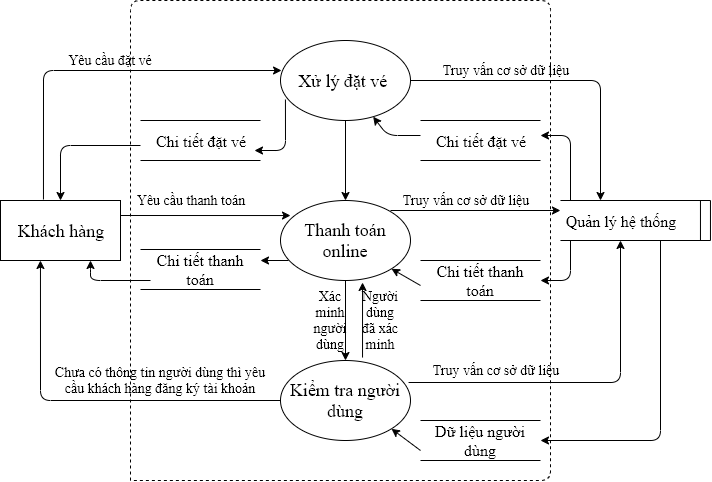 Yêu cầu đặt vé
Xử lý đặt vé
Truy vấn cơ sở dữ liệu
Chi tiết đặt vé
Chi tiết đặt vé
Khách hàng
Yêu cầu thanh toán
Thanh toán
online
Truy vấn cơ sở dữ liệu
Quản lý hệ thống
Chi tiết thanh
toán
Chi tiết thanh
toán
Xác
minh
người
dùng
Người
dùng
đã xác
minh
Chưa có thông tin người dùng thì yêu
cầu khách hàng đăng ký tài khoản
Kiểm tra người
dùng
Truy vấn cơ sở dữ liệu
Dữ liệu người
dùng